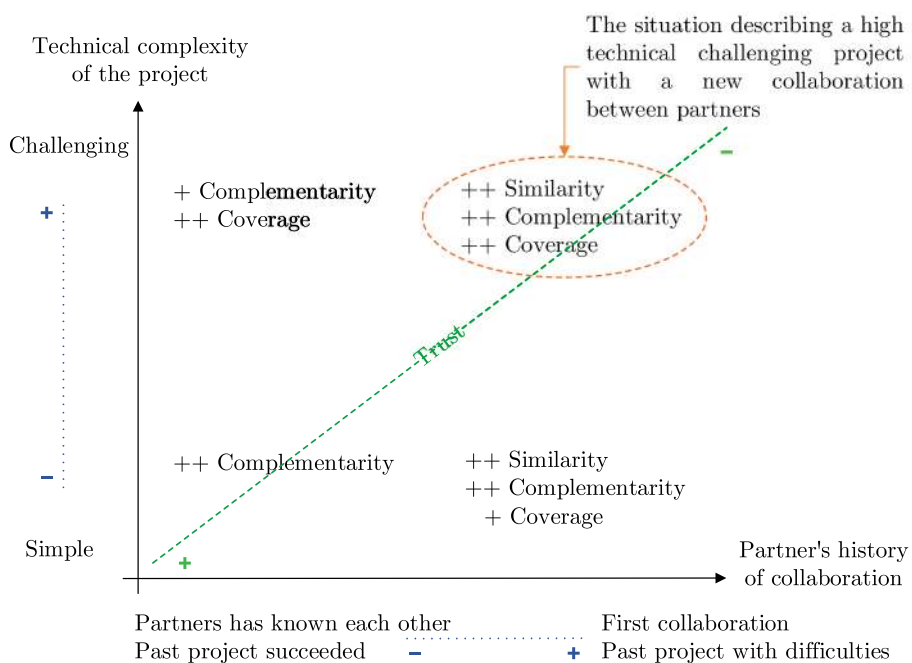 The situation describing a high
technical challenging project
with a new collaboration
between partners
Technical complexity
of the project
Challenging
+
−
Simple
+ Complementarity
++ Coverage
++ Similarity
++ Complementarity
++ Coverage
−
Trust
++ Complementarity
++ Similarity
++ Complementarity
+ Coverage
+
Partner's history
of collaboration
Partners has known each other
Past project succeeded −
First collaboration
+ Past project with difficulties